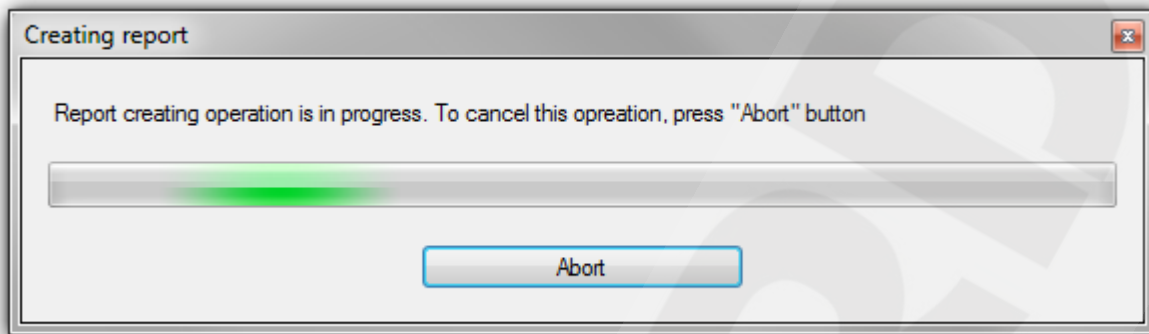 Creating report
Report creating operation is in progress. To cancel this opreation, press "Abort" button
Abort